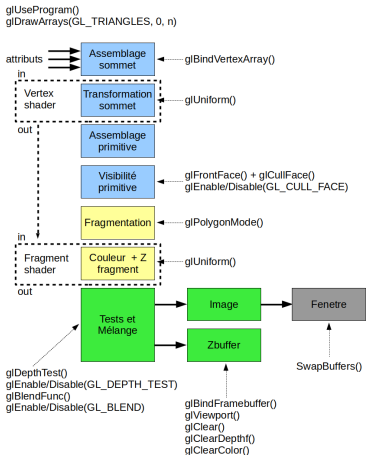 glUseProgram()
glDrawArrays(GL_TRIANGLES, 0, n)
attributs
Assemblage
sommet
glBindVertexArray()
in
Vertex
shader
Transformation
sommet
glUniform()
out
Assemblage
primitive
Visibilité
primitive
glFrontFace() + glCullFace()
glEnable/Disable(GL_CULL_FACE)
Fragmentation
glPolygonMode()
in
Fragment
shader
Couleur + Z
fragment
glUniform()
out
Tests et
Mélange
Image
Fenetre
Zbuffer
SwapBuffers()
glDepthTest()
glEnable/Disable(GL_DEPTH_TEST)
glBlendFunc()
glEnable/Disable(GL_BLEND)
glBindFramebuffer()
glViewport()
glClear()
glClearDepthf()
glClearColor()